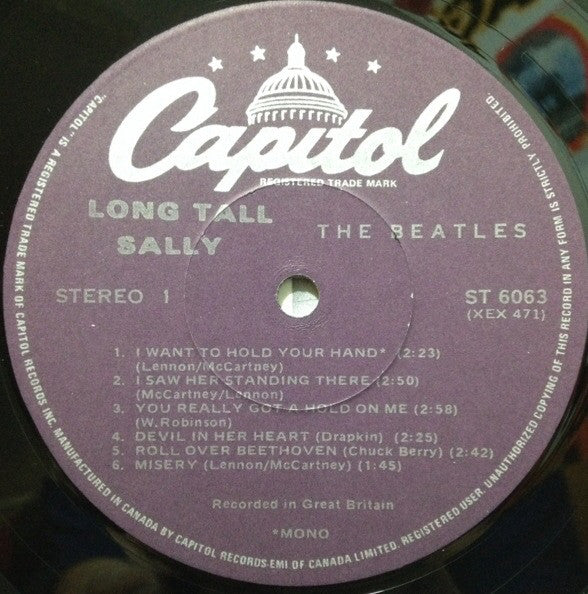 Capitol
REGISTERED TRADE MARK
LONG TALL
SALLY
THE BEATLES
STEREO 1
ST 6063
(XEX 471)
1. I WANT TO HOLD YOUR HAND* (2:23)
(Lennon/McCartney)
2. I SAW HER STANDING THERE (2:50)
(McCartney/Lennon)
3. YOU REALLY GOT A HOLD ON ME (2:58)
(W. Robinson)
4. DEVIL IN HER HEART (Drapkin) (2:25)
5. ROLL OVER BEETHOVEN (Chuck Berry) (2:42)
6. MISERY (Lennon/McCartney) (1:45)
Recorded in Great Britain
*MONO
"CAPITOL" IS A REGISTERED TRADE MARK OF CAPITOL RECORDS INC. MANUFACTURED IN CANADA BY CAPITOL RECORDS-EMI OF CANADA LIMITED. REGISTERED USER. UNAUTHORIZED COPYING OF THIS RECORD IN ANY FORM IS STRICTLY PROHIBITED.